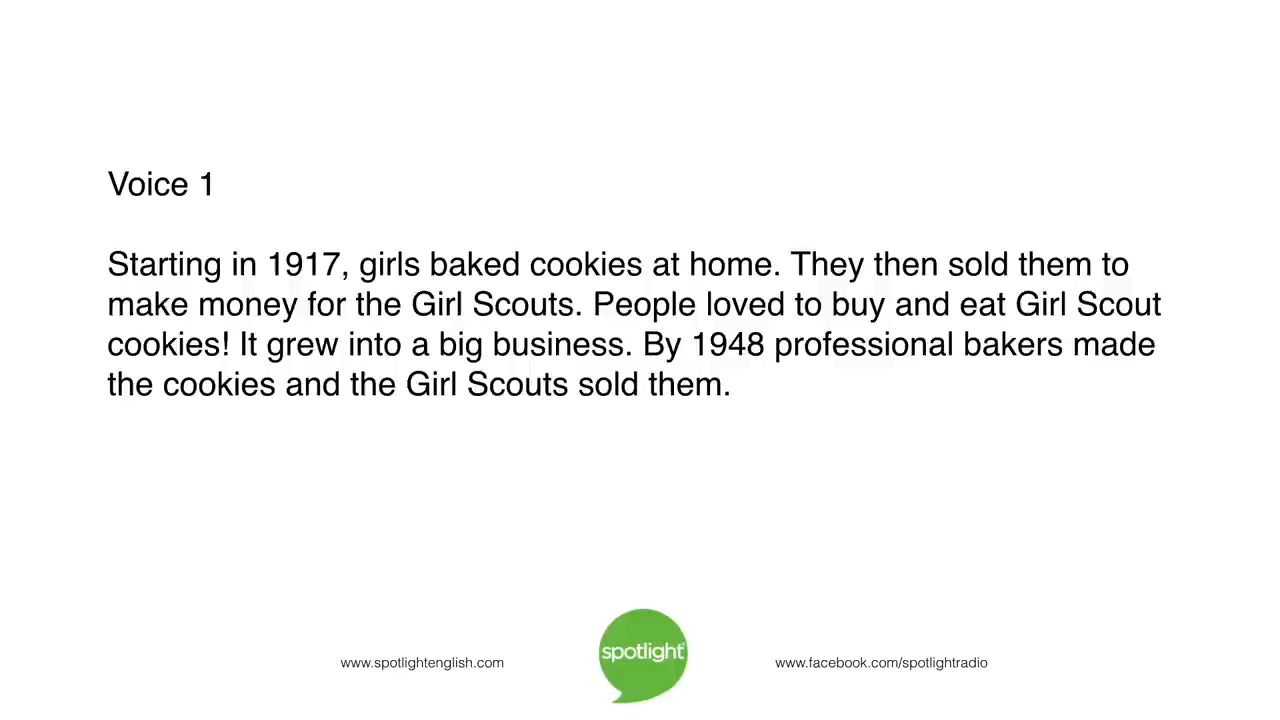 Voice 1
Starting in 1917, girls baked cookies at home. They then sold them to
make money for the Girl Scouts. People loved to buy and eat Girl Scout
cookies! It grew into a big business. By 1948 professional bakers made
the cookies and the Girl Scouts sold them.
www.spotlightenglish.com
spotlight
www.facebook.com/spotlightradio